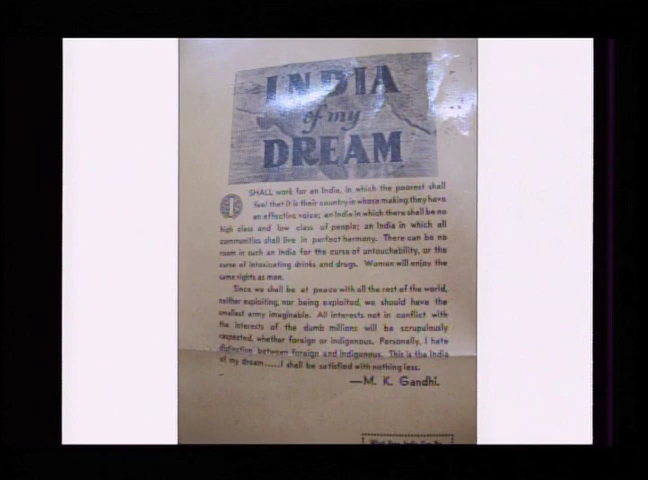 INDIA
of my
DREAM
I SHALL work for an India, in which the poorest shall
feel that it is their country in whose making they have
an effective voice; an India in which there shall be no
high class and low class of people; an India in which all
communities shall live in perfect harmony. There can be no
room in such an India for the curse of untouchability, or the
curse of intoxicating drinks and drugs. Women will enjoy the
same rights as men.
Since we shall be at peace with all the rest of the world,
neither exploiting, nor being exploited, we should have the
smallest army imaginable. All interests not in conflict with
the interests of the dumb millions will be scrupulously
respected, whether foreign or indigenous. Personally, I hate
distinction between foreign and indigenous. This is the India
of my dream.....I shall be satisfied with nothing less.
—M. K. Gandhi.